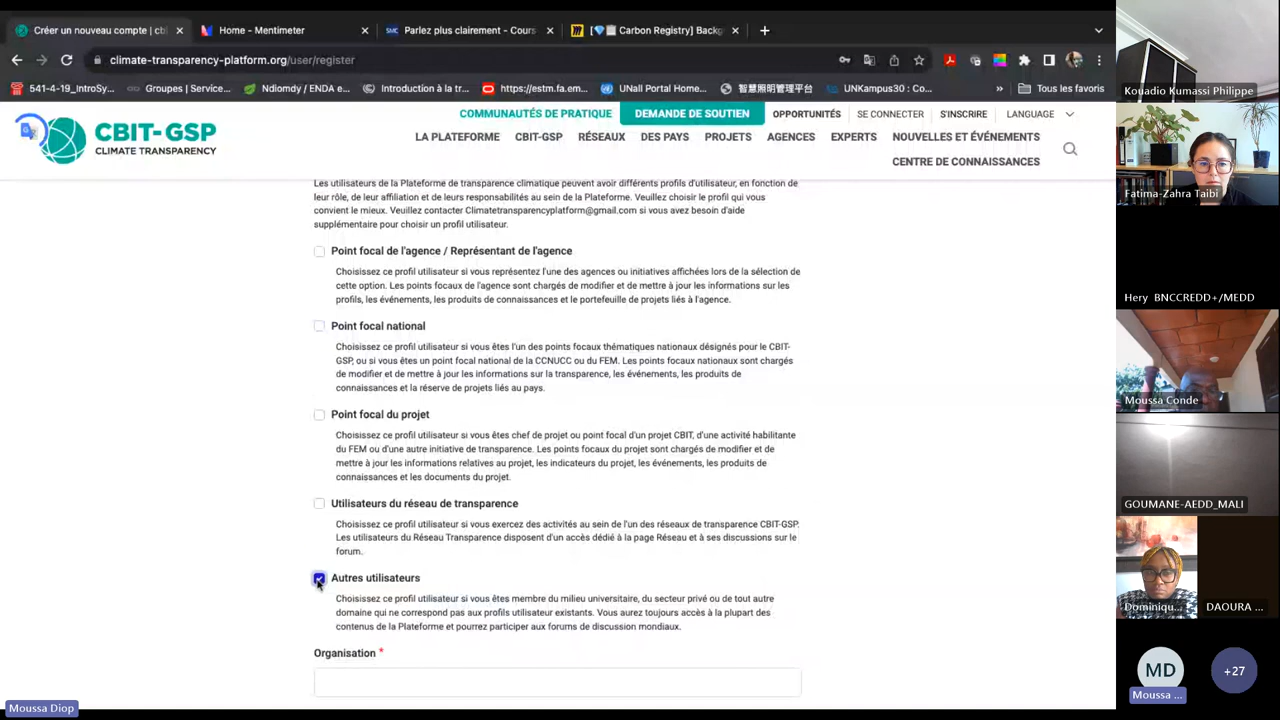 Créer un nouveau compte | cbi
Home - Mentimeter
Parlez plus clairement - Cours
[💎📋 Carbon Registry] Backg
climate-transparency-platform.org/user/register
541-4-19_IntroSy...
Groupes | Service...
Ndlomdy / ENDA e...
Introduction à la tr...
https://estm.fa.em...
UNall Portal Home...
智慧照明管理平台
UNKampus30 : Co...
»
Tous les favoris
COMMUNAUTÉS DE PRATIQUE
DEMANDE DE SOUTIEN
OPPORTUNITÉS
SE CONNECTER
S'INSCRIRE
LANGUAGE
CBIT-GSP
CLIMATE TRANSPARENCY
LA PLATEFORME
CBIT-GSP
RÉSEAUX
DES PAYS
PROJETS
AGENCES
EXPERTS
NOUVELLES ET ÉVÉNEMENTS
CENTRE DE CONNAISSANCES
Les utilisateurs de la Plateforme de transparence climatique peuvent avoir différents profils d'utilisateur, en fonction de
leur rôle, de leur affiliation et de leurs responsabilités au sein de la Plateforme. Veuillez choisir le profil qui vous
convient le mieux. Veuillez contacter Climatetransparencyplatform@gmail.com si vous avez besoin d'aide
supplémentaire pour choisir un profil utilisateur.
Point focal de l'agence / Représentant de l'agence
Choisissez ce profil utilisateur si vous représentez l'une des agences ou initiatives affichées lors de la sélection de
cette option. Les points focaux de l'agence sont chargés de modifier et de mettre à jour les informations sur les
profils, les événements, les produits de connaissances et le portefeuille de projets liés à l'agence.
Point focal national
Choisissez ce profil utilisateur si vous êtes l'un des points focaux thématiques nationaux désignés pour le CBIT-
GSP, ou si vous êtes un point focal national de la CCNUCC ou du FEM. Les points focaux nationaux sont chargés
de modifier et de mettre à jour les informations sur la transparence, les événements, les produits de
connaissances et la réserve de projets liés au pays.
Point focal du projet
Choisissez ce profil utilisateur si vous êtes chef de projet ou point focal d'un projet CBIT, d'une activité habilitante
du FEM ou d'une autre initiative de transparence. Les points focaux du projet sont chargés de modifier et de
mettre à jour les informations relatives au projet, les indicateurs du projet, les événements, les produits de
connaissances et les documents du projet.
Utilisateurs du réseau de transparence
Choisissez ce profil utilisateur si vous exercez des activités au sein de l'un des réseaux de transparence CBIT-GSP.
Les utilisateurs du Réseau Transparence disposent d'un accès dédié à la page Réseau et à ses discussions sur le
forum.
Autres utilisateurs
Choisissez ce profil utilisateur si vous êtes membre du milieu universitaire, du secteur privé ou de tout autre
domaine qui ne correspond pas aux profils utilisateur existants. Vous aurez toujours accès à la plupart des
contenus de la Plateforme et pourrez participer aux forums de discussion mondiaux.
Organisation *
Moussa Diop
Kouadio Kumassi Philippe
Fatima-Zahra Taibi
Hery BNCCREDD+/MEDD
Moussa Conde
GOUMANE-AEDD_MALI
Dominiqu...
DAOURA ...
MD
+27
Moussa ...